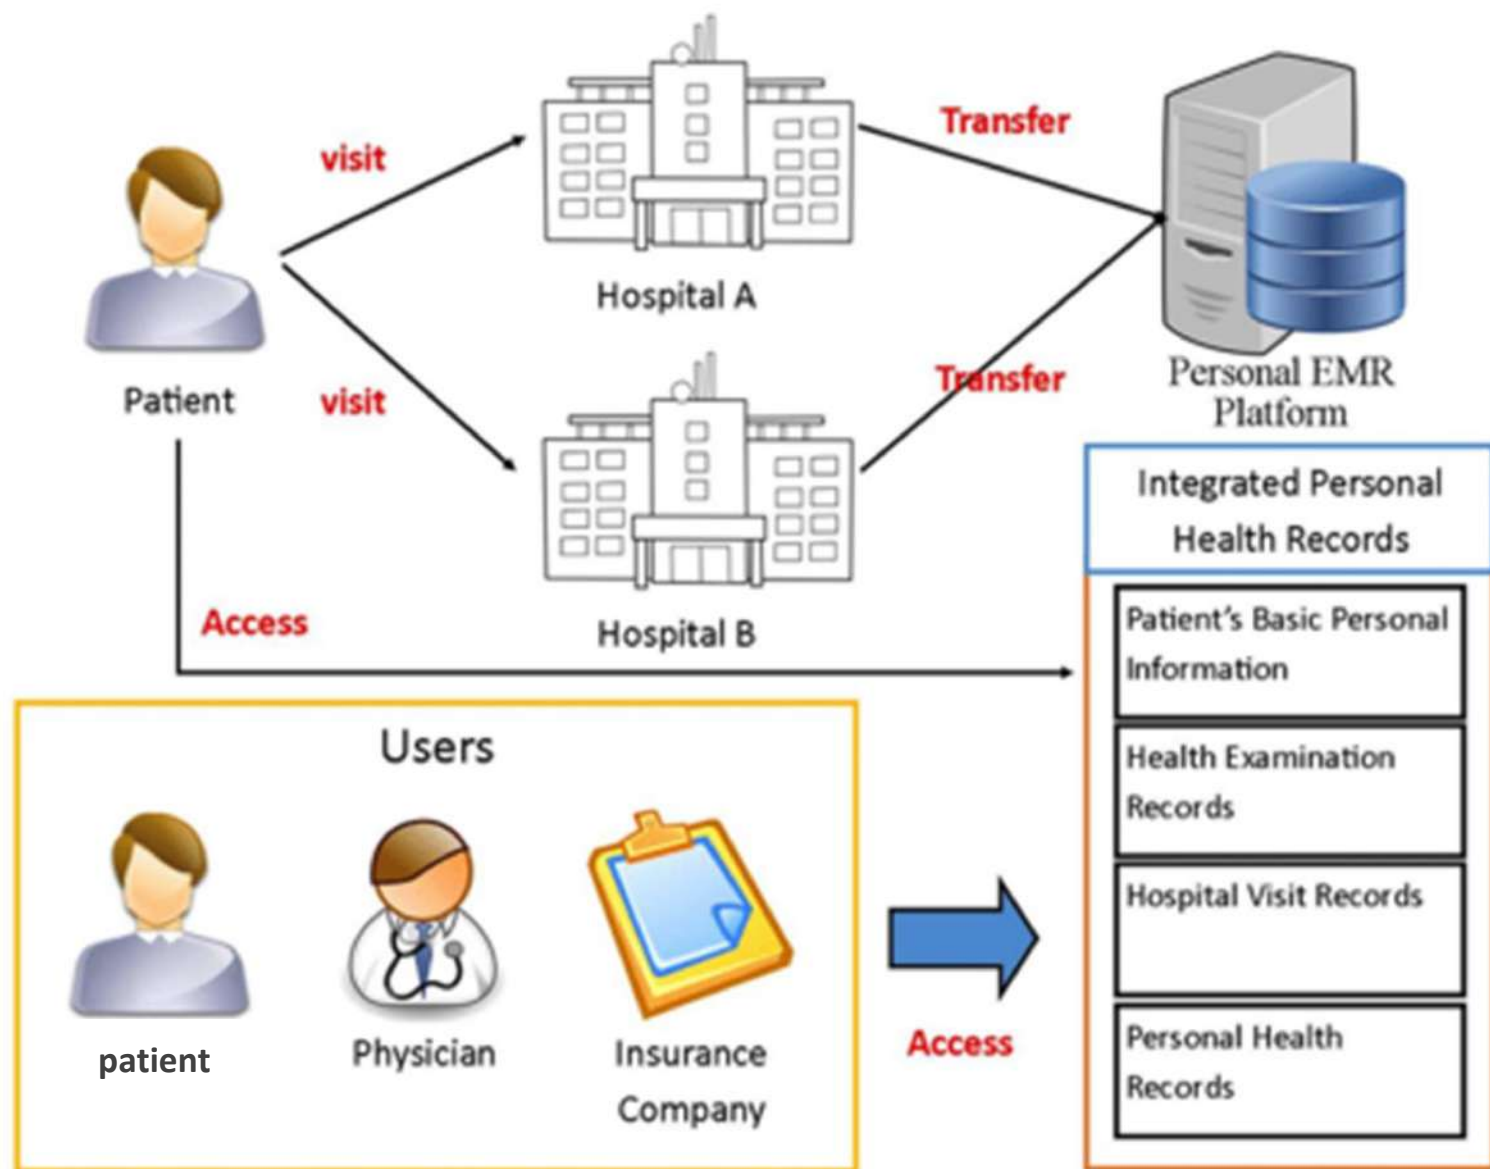 visit
Transfer
Hospital A
Patient
visit
Transfer
Personal EMR
Platform
Integrated Personal
Health Records
Access
Hospital B
Patient's Basic Personal
Information
Users
Health Examination
Records
Hospital Visit Records
patient
Physician
Insurance
Company
Access
Personal Health
Records